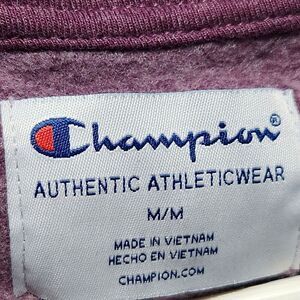 Champion®
AUTHENTIC ATHLETICWEAR
M/M
MADE IN VIETNAM
HECHO EN VIETNAM
CHAMPION.COM